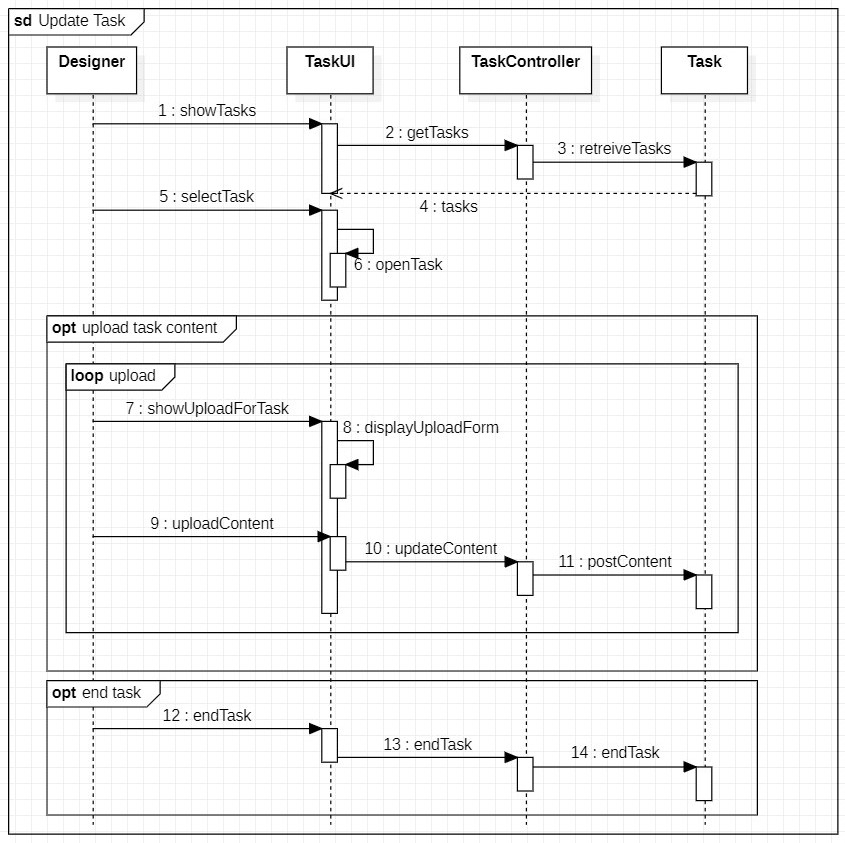 sd Update Task
Designer
TaskUI
TaskController
Task
1 : showTasks
2 : getTasks
3 : retreiveTasks
4 : tasks
5 : selectTask
6 : openTask
opt upload task content
loop upload
7 : showUploadForTask
8 : displayUploadForm
9 : uploadContent
10 : updateContent
11 : postContent
opt end task
12 : endTask
13 : endTask
14 : endTask